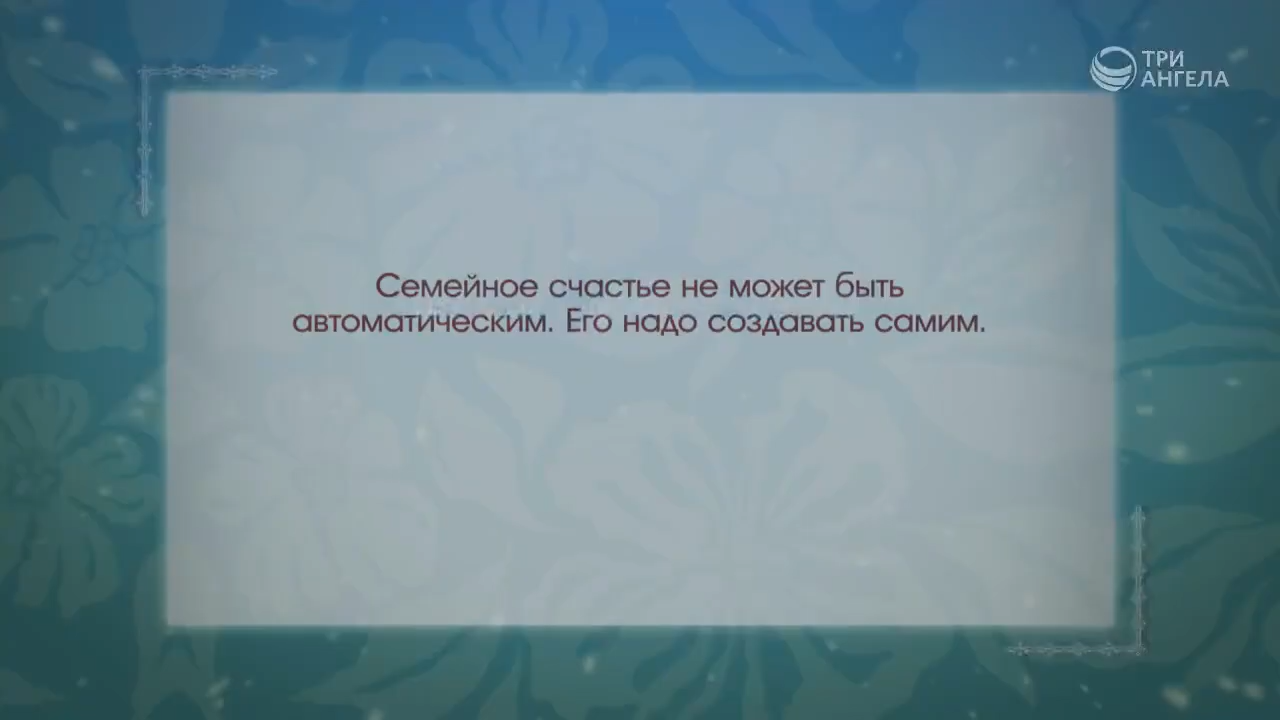 ТРИ
АНГЕЛА
Семейное счастье не может быть
автоматическим. Его надо создавать самим.